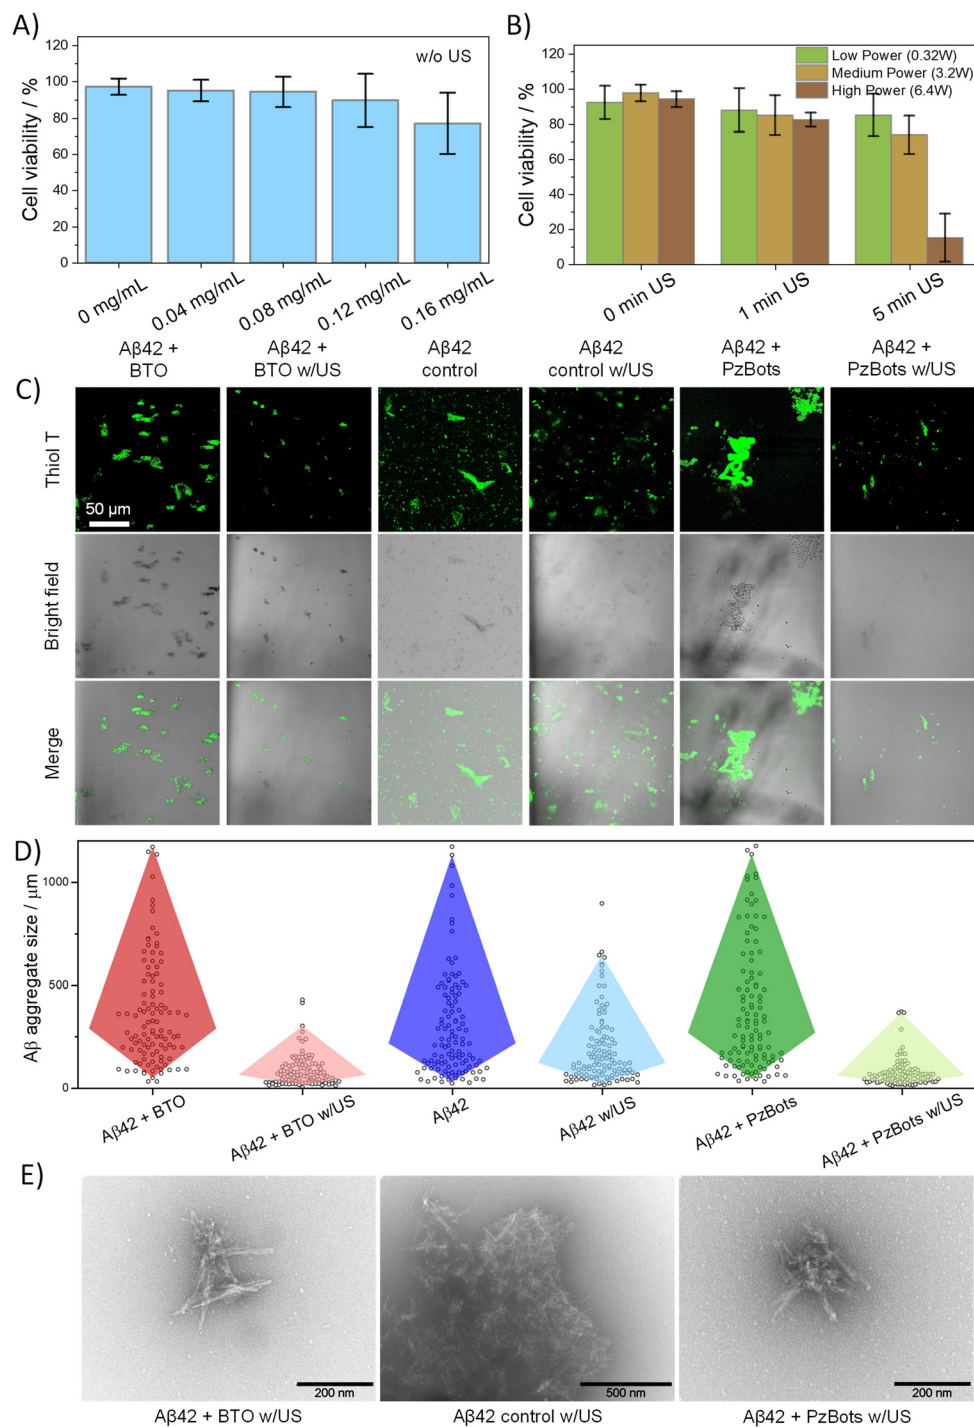 A)
120
100
80
60
40
20
0
Cell viability / %
w/o US
0 mg/mL
0.04 mg/mL
0.08 mg/mL
0.12 mg/mL
0.16 mg/mL
B)
120
100
80
60
40
20
0
Cell viability / %
Low Power (0.32W)
Medium Power (3.2W)
High Power (6.4W)
0 min US
1 min US
5 min US
C)
Aβ42 +
BTO
Aβ42 +
BTO w/US
Aβ42
control
Aβ42
control w/US
Aβ42 +
PzBots
Aβ42 +
PzBots w/US
Thiol T
50 μm
Bright field
Merge
D)
1000
500
0
Aβ aggregate size / μm
Aβ42 + BTO
Aβ42 + BTO w/US
Aβ42
Aβ42 w/US
Aβ42 + PzBots
Aβ42 + PzBots w/US
E)
200 nm
500 nm
200 nm
Aβ42 + BTO w/US
Aβ42 control w/US
Aβ42 + PzBots w/US